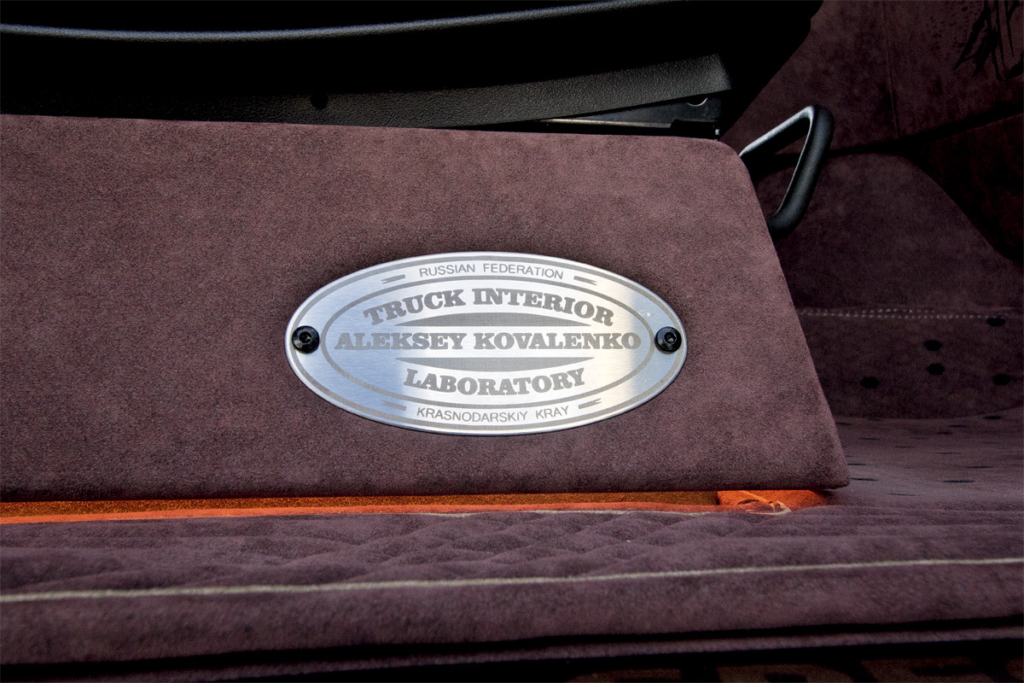 RUSSIAN FEDERATION
TRUCK INTERIOR
ALEKSEY KOVALENKO
LABORATORY
KRASNODARSKIY KRAY